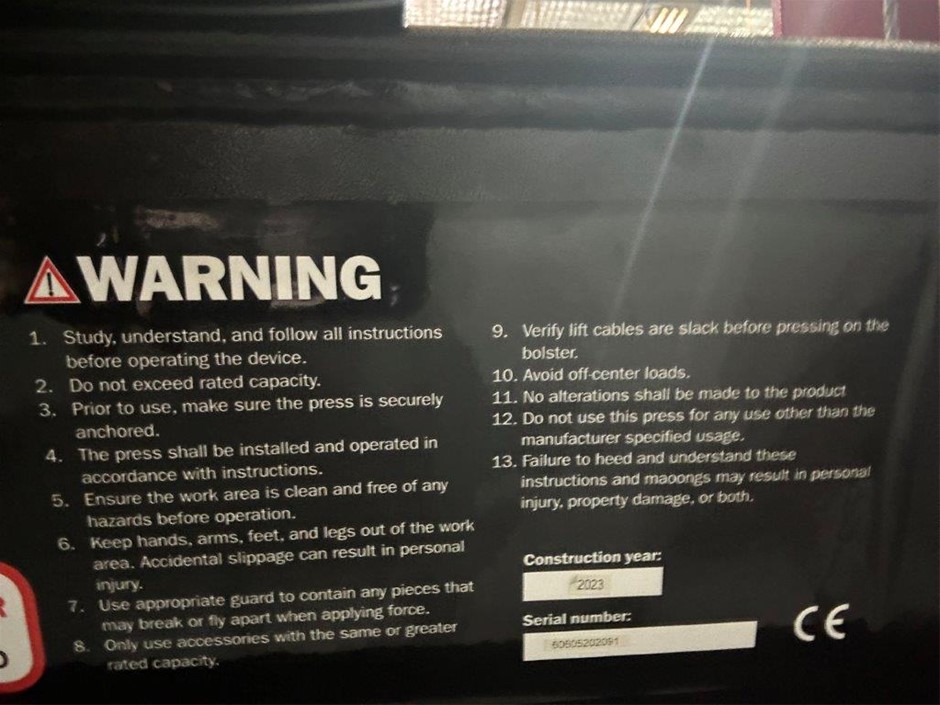 WARNING
1. Study, understand, and follow all instructions
before operating the device.
2. Do not exceed rated capacity.
3. Prior to use, make sure the press is securely
anchored.
4. The press shall be installed and operated in
accordance with instructions.
5. Ensure the work area is clean and free of any
hazards before operation.
6. Keep hands, arms, feet, and legs out of the work
area. Accidental slippage can result in personal
injury.
7. Use appropriate guard to contain any pieces that
may break or fly apart when applying force.
8. Only use accessories with the same or greater
rated capacity.
9. Verify lift cables are slack before pressing on the
bolster.
10. Avoid off-center loads.
11. No alterations shall be made to the product
12. Do not use this press for any use other than the
manufacturer specified usage.
13. Failure to heed and understand these
instructions and maoongs may result in personal
injury, property damage, or both.
Construction year:
2023
Serial number:
60605202091
CE